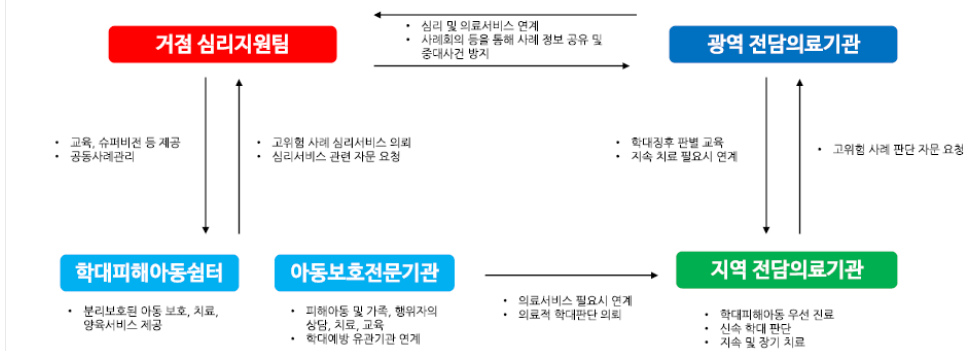 • 심리 및 의료서비스 연계
• 사례회의 등을 통해 사례 정보 공유 및
중대사건 방지
거점 심리지원팀
광역 전담의료기관
• 교육, 슈퍼비전 등 제공
• 공동사례관리
• 고위험 사례 심리서비스 의뢰
• 심리서비스 관련 자문 요청
• 학대징후 판별 교육
• 지속 치료 필요시 연계
• 고위험 사례 판단 자문 요청
학대피해아동쉼터
아동보호전문기관
지역 전담의료기관
• 분리보호된 아동 보호, 치료,
양육서비스 제공
• 피해아동 및 가족, 행위자의
상담, 치료, 교육
• 학대예방 유관기관 연계
• 의료서비스 필요시 연계
• 의료적 학대판단 의뢰
• 학대피해아동 우선 진료
• 신속 학대 판단
• 지속 및 장기 치료